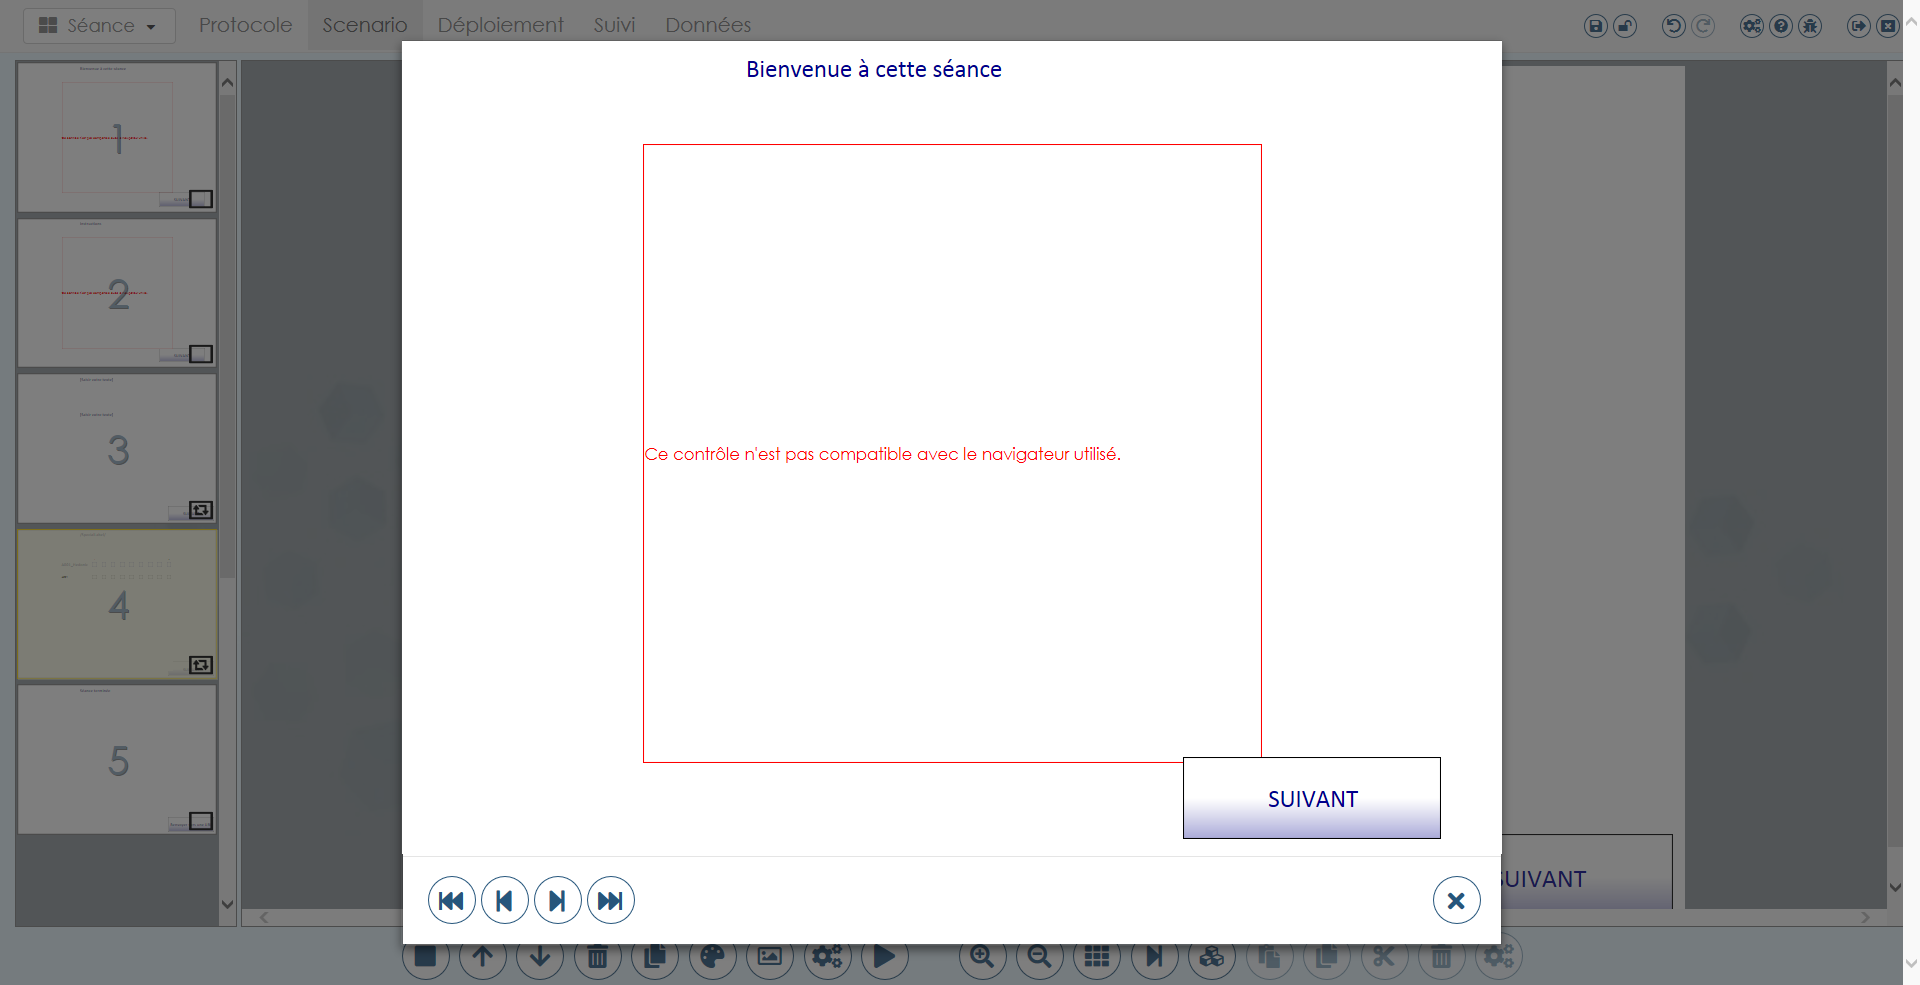 Séance
Protocole
Scenario
Déploiement
Suivi
Données
1
2
3
4
5
Bienvenue à cette séance
Ce contrôle n'est pas compatible avec le navigateur utilisé.
SUIVANT
SUIVANT